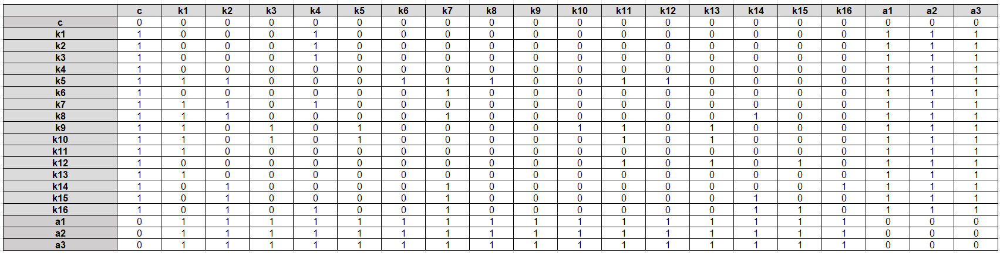 c k1 k2 k3 k4 k5 k6 k7 k8 k9 k10 k11 k12 k13 k14 k15 k16 a1 a2 a3
c 0 0 0 0 0 0 0 0 0 0 0 0 0 0 0 0 0 0 0 0
k1 1 0 0 0 1 0 0 0 0 0 0 0 0 0 0 0 0 1 1 1
k2 1 0 0 0 1 0 0 0 0 0 0 0 0 0 0 0 0 1 1 1
k3 1 0 0 0 1 0 0 0 0 0 0 0 0 0 0 0 0 1 1 1
k4 1 0 0 0 0 0 0 0 0 0 0 0 0 0 0 0 0 1 1 1
k5 1 1 1 0 0 0 1 1 1 0 0 1 1 0 0 0 0 1 1 1
k6 1 0 0 0 0 0 0 1 0 0 0 0 0 0 0 0 0 1 1 1
k7 1 1 1 0 1 0 0 0 0 0 0 0 0 0 0 0 0 1 1 1
k8 1 1 1 0 0 0 0 1 0 0 0 0 0 0 1 0 0 1 1 1
k9 1 1 0 1 0 1 0 0 0 0 1 1 0 1 0 0 0 1 1 1
k10 1 1 0 1 0 1 0 0 0 0 0 1 0 1 0 0 0 1 1 1
k11 1 1 0 0 0 0 0 0 0 0 0 0 0 0 0 0 0 1 1 1
k12 1 0 0 0 0 0 0 0 0 0 0 1 0 1 0 1 0 1 1 1
k13 1 1 0 0 0 0 0 0 0 0 0 0 0 0 0 0 0 1 1 1
k14 1 0 1 0 0 0 0 1 0 0 0 0 0 0 0 0 1 1 1 1
k15 1 0 1 0 0 0 0 1 0 0 0 0 0 0 1 0 0 1 1 1
k16 1 0 1 0 1 0 0 1 0 0 0 0 0 0 1 1 0 1 1 1
a1 0 1 1 1 1 1 1 1 1 1 1 1 1 1 1 1 1 0 0 0
a2 0 1 1 1 1 1 1 1 1 1 1 1 1 1 1 1 1 0 0 0
a3 0 1 1 1 1 1 1 1 1 1 1 1 1 1 1 1 1 0 0 0